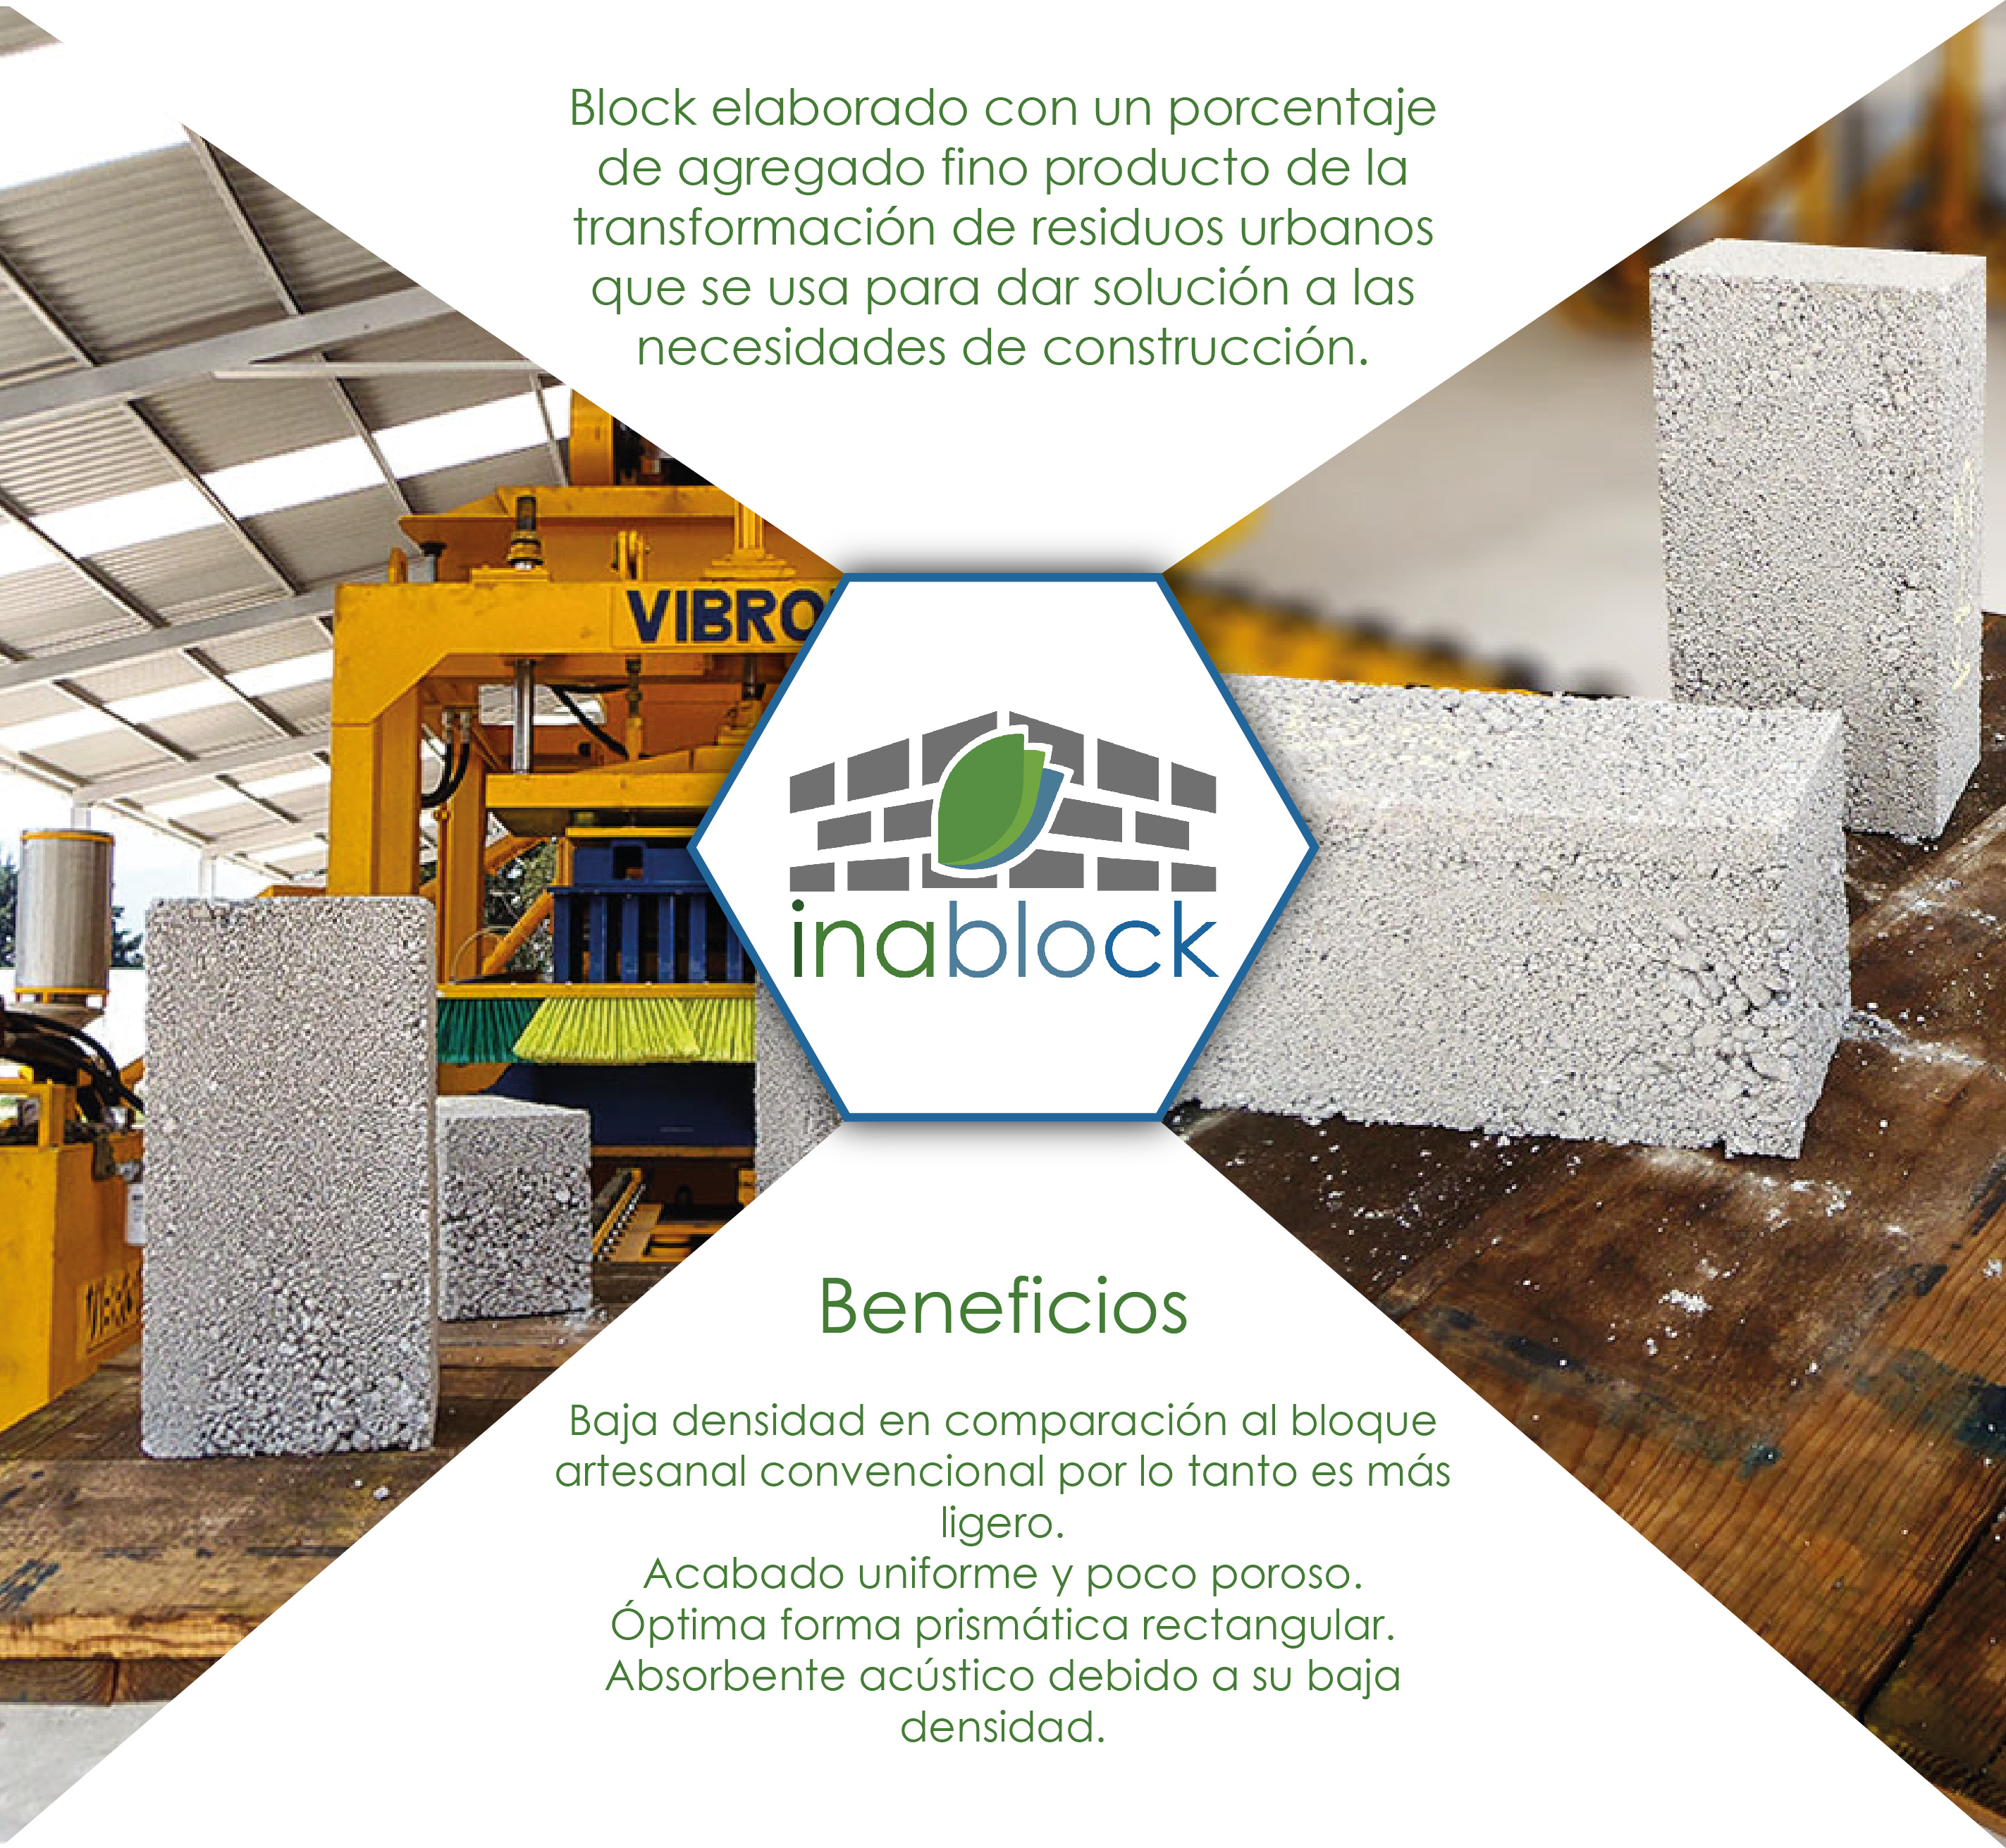 Block elaborado con un porcentaje
de agregado fino producto de la
transformación de residuos urbanos
que se usa para dar solución a las
necesidades de construcción.
VIBRO
inablock
Beneficios
Baja densidad en comparación al bloque
artesanal convencional por lo tanto es más
ligero.
Acabado uniforme y poco poroso.
Óptima forma prismática rectangular.
Absorbente acústico debido a su baja
densidad.